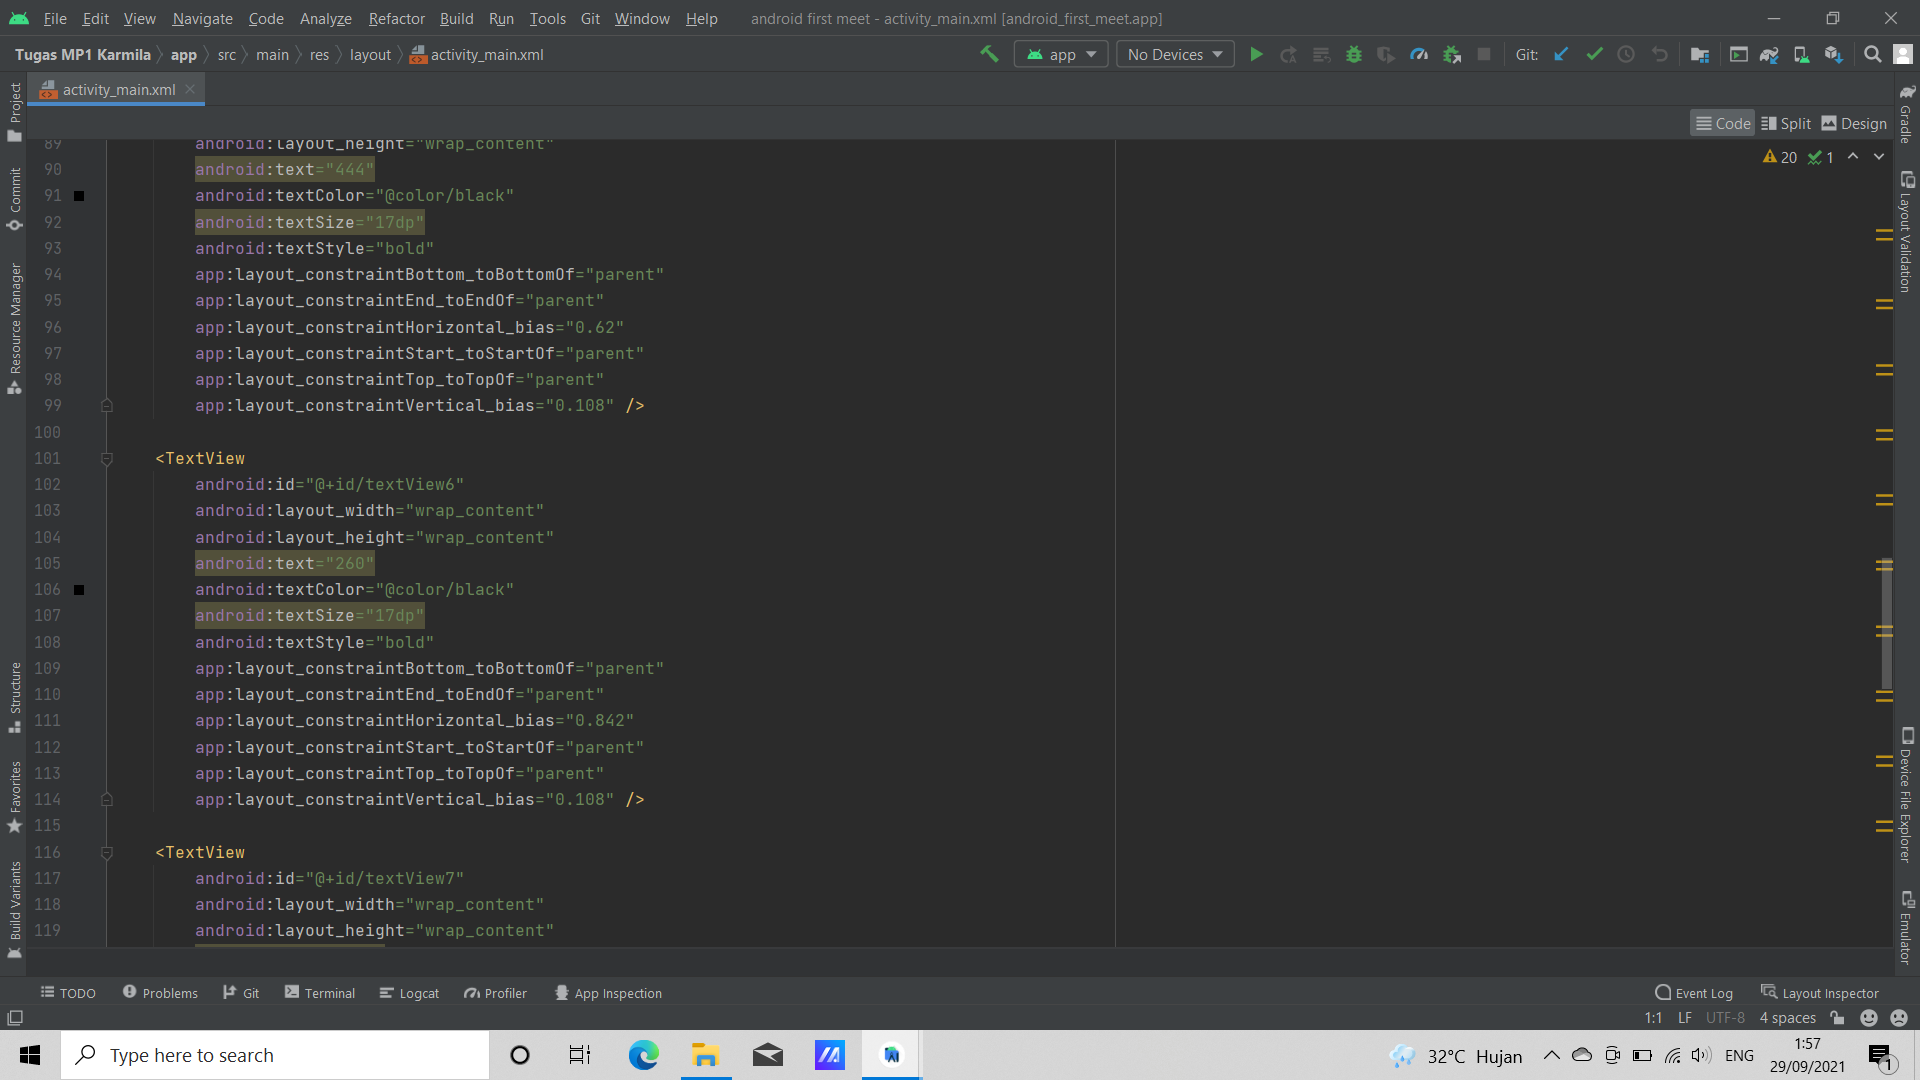 File Edit View Navigate Code Analyze Refactor Build Run Tools Git Window Help android first meet - activity_main.xml [android_first_meet.app]
Tugas MP1 Karmila app src main res layout activity_main.xml app No Devices Git:
activity_main.xml
Code Split Design
20 1
89 android:layout_height="wrap_content"
90 android:text="444"
91 android:textColor="@color/black"
92 android:textSize="17dp"
93 android:textStyle="bold"
94 app:layout_constraintBottom_toBottomOf="parent"
95 app:layout_constraintEnd_toEndOf="parent"
96 app:layout_constraintHorizontal_bias="0.62"
97 app:layout_constraintStart_toStartOf="parent"
98 app:layout_constraintTop_toTopOf="parent"
99 app:layout_constraintVertical_bias="0.108" />
100
101 <TextView
102 android:id="@+id/textView6"
103 android:layout_width="wrap_content"
104 android:layout_height="wrap_content"
105 android:text="260"
106 android:textColor="@color/black"
107 android:textSize="17dp"
108 android:textStyle="bold"
109 app:layout_constraintBottom_toBottomOf="parent"
110 app:layout_constraintEnd_toEndOf="parent"
111 app:layout_constraintHorizontal_bias="0.842"
112 app:layout_constraintStart_toStartOf="parent"
113 app:layout_constraintTop_toTopOf="parent"
114 app:layout_constraintVertical_bias="0.108" />
115
116 <TextView
117 android:id="@+id/textView7"
118 android:layout_width="wrap_content"
119 android:layout_height="wrap_content"
Project
Commit
Resource Manager
Structure
Favorites
Build Variants
Gradle
Layout Validation
Device File Explorer
Emulator
TODO Problems Git Terminal Logcat Profiler App Inspection Event Log Layout Inspector
1:1 LF UTF-8 4 spaces
Type here to search 32°C Hujan ENG 1:57
29/09/2021 1